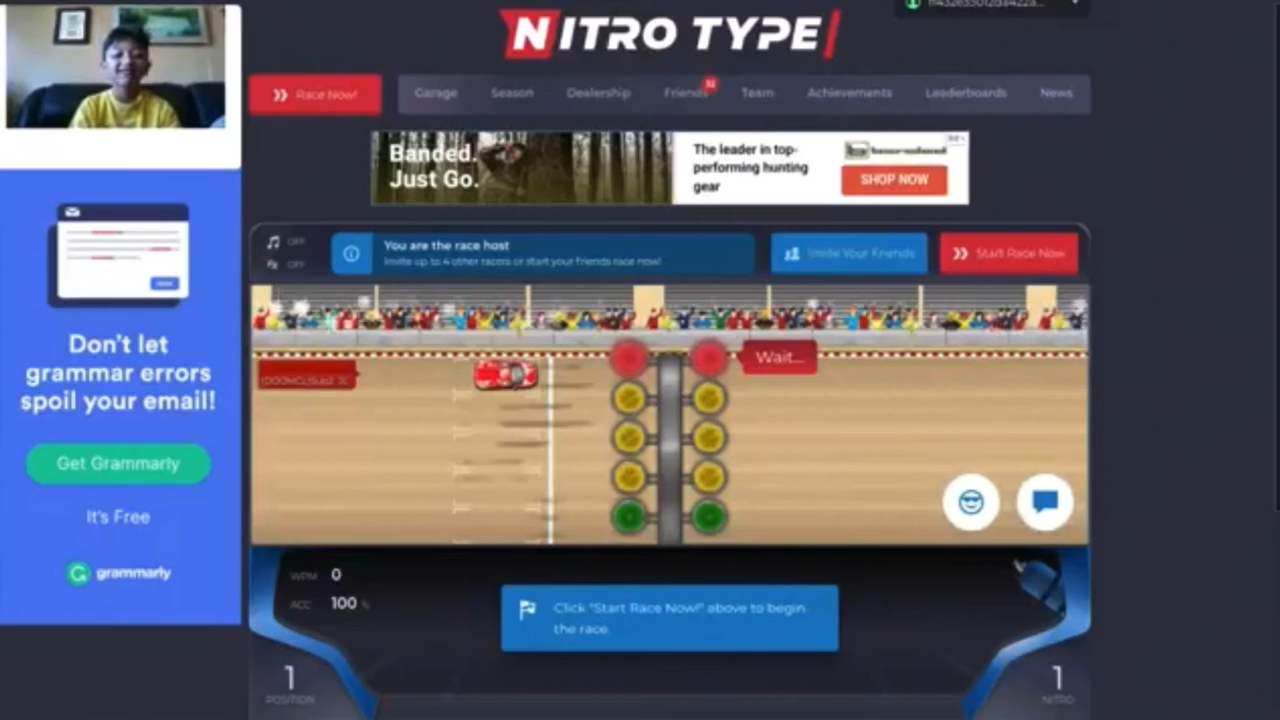 NITRO TYPE
Race Now!
Garage
Season
Dealership
Friends
Team
Achievements
Leaderboards
News
Banded.
Just Go.
The leader in top-
performing hunting
gear
SHOP NOW
OFF
OFF
You are the race host
Invite up to 4 other racers or start your friends race now!
Invite Your Friends
Start Race Now
Wait...
Don't let
grammar errors
spoil your email!
Get Grammarly
It's Free
grammarly
WPM 0
ACC 100 %
Click "Start Race Now!" above to begin
the race.
1
POSITION
1
NITRO